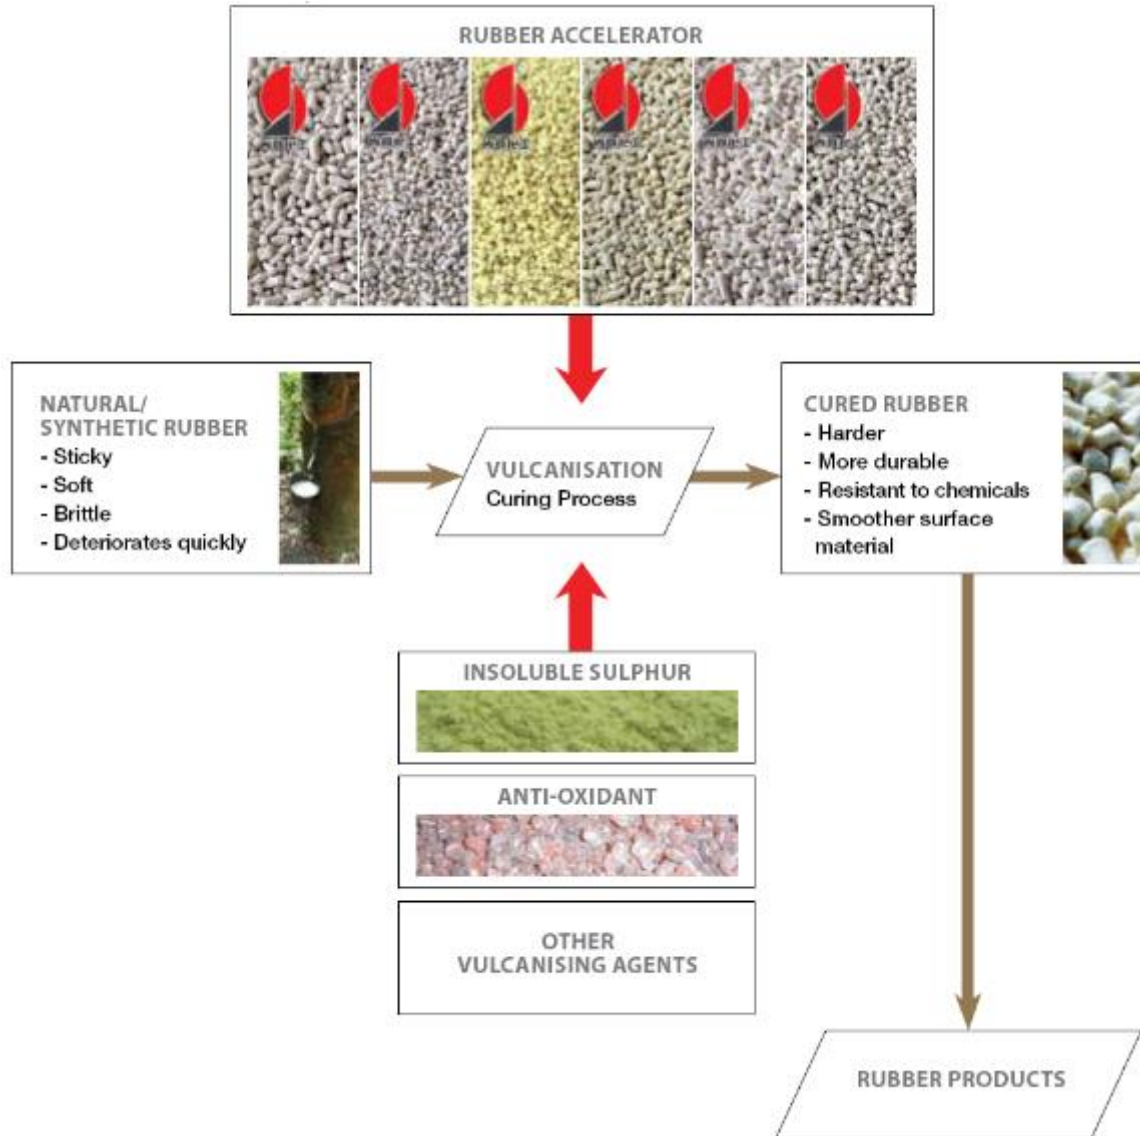 RUBBER ACCELERATOR
NATURAL/
SYNTHETIC RUBBER
- Sticky
- Soft
- Brittle
- Deteriorates quickly
VULCANISATION
Curing Process
CURED RUBBER
- Harder
- More durable
- Resistant to chemicals
- Smoother surface
material
INSOLUBLE SULPHUR
ANTI-OXIDANT
OTHER
VULCANISING AGENTS
RUBBER PRODUCTS